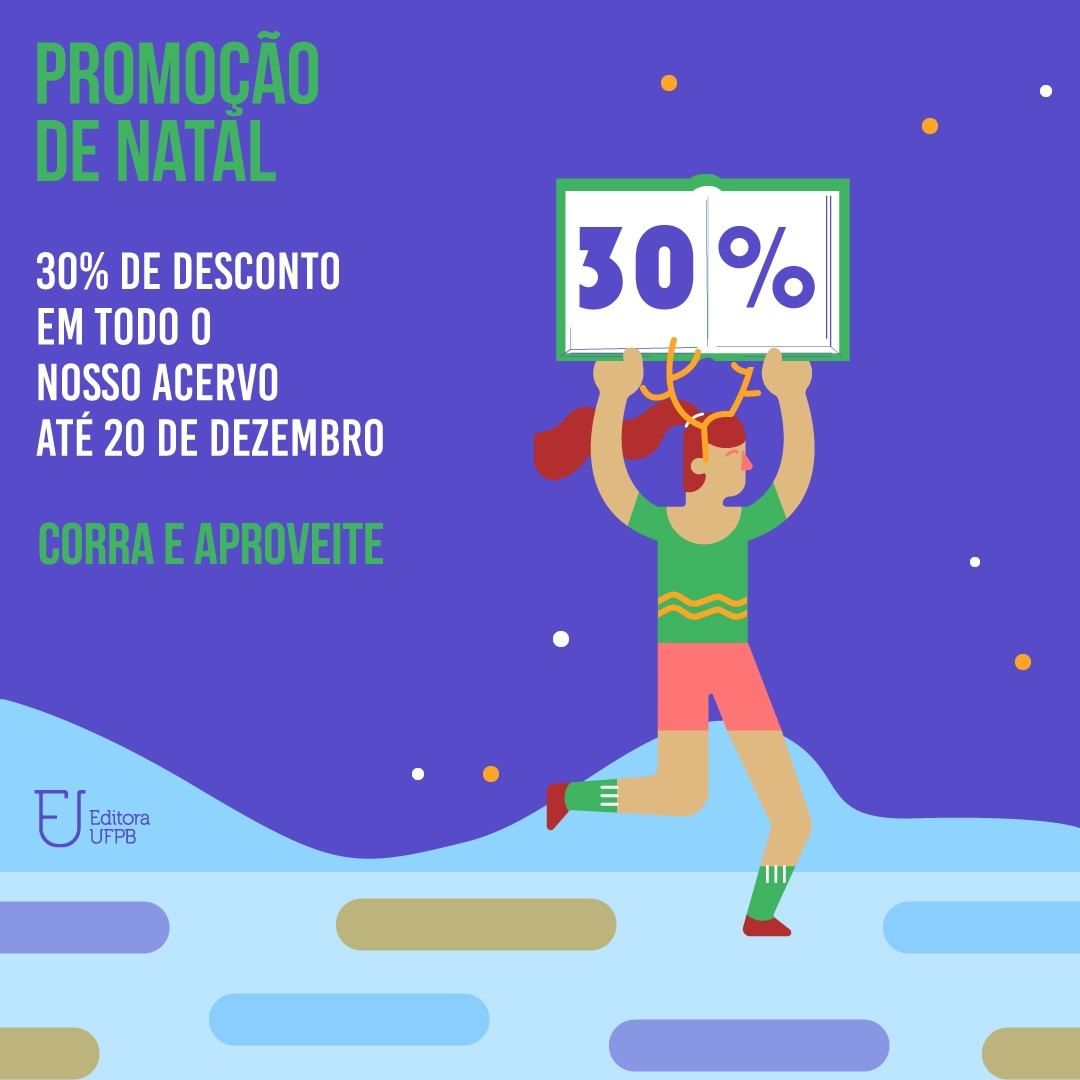 PROMOÇÃO
DE NATAL
30% DE DESCONTO
EM TODO O
NOSSO ACERVO
ATÉ 20 DE DEZEMBRO
CORRA E APROVEITE
30%
Editora
UFPB